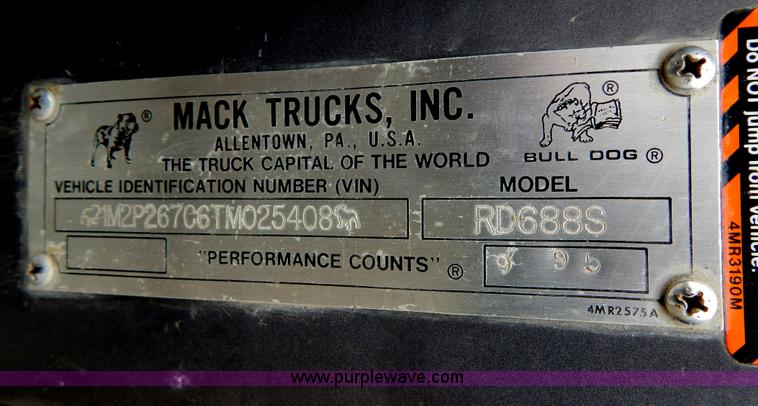 MACK TRUCKS, INC.
ALLENTOWN, PA., U.S.A.
THE TRUCK CAPITAL OF THE WORLD
BULL DOG ®
VEHICLE IDENTIFICATION NUMBER (VIN)
MODEL
1M2P267C6TM025408
RD688S
"PERFORMANCE COUNTS" ®
9 95
4MR2575A
Do NOT jump from vehicle.
4MR3190M
www.purplewave.com